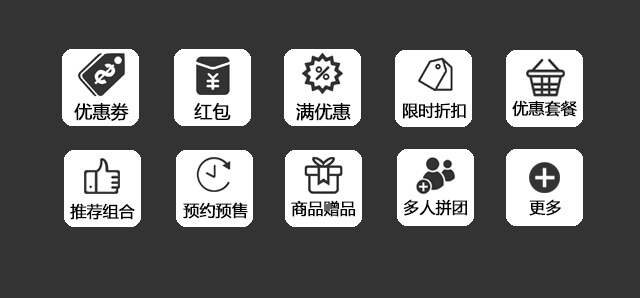 优惠券
红包
满优惠
限时折扣
优惠套餐
推荐组合
预约预售
商品赠品
多人拼团
更多